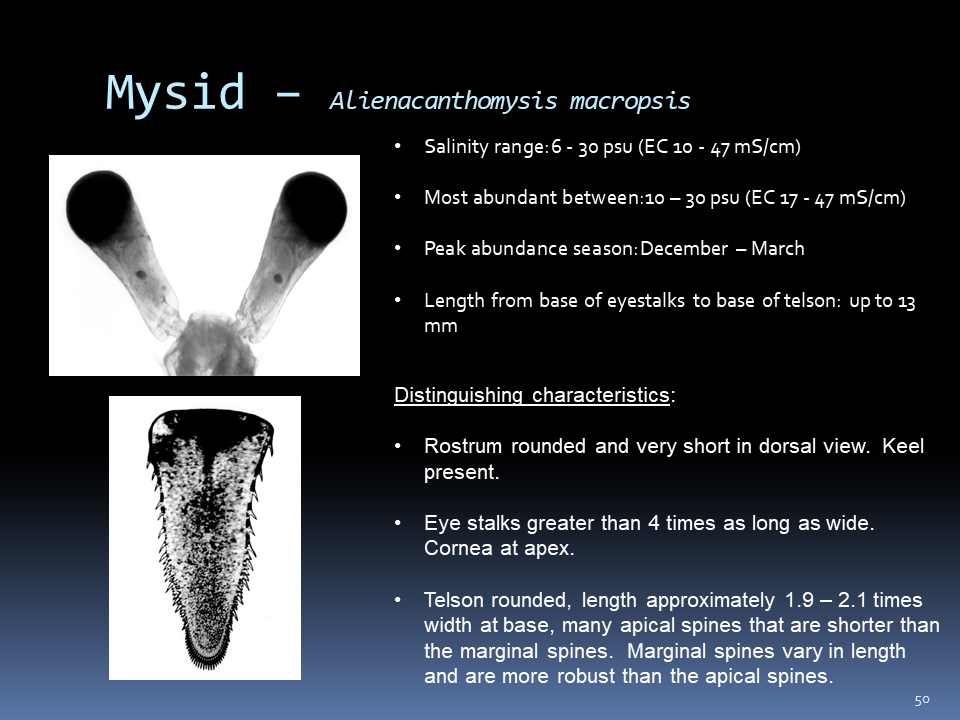 Mysid – Alienacanthomysis macropsis
• Salinity range: 6 - 30 psu (EC 10 - 47 mS/cm)
• Most abundant between: 10 – 30 psu (EC 17 - 47 mS/cm)
• Peak abundance season: December – March
• Length from base of eyestalks to base of telson: up to 13
mm
Distinguishing characteristics:
• Rostrum rounded and very short in dorsal view. Keel
present.
• Eye stalks greater than 4 times as long as wide.
Cornea at apex.
• Telson rounded, length approximately 1.9 – 2.1 times
width at base, many apical spines that are shorter than
the marginal spines. Marginal spines vary in length
and are more robust than the apical spines.
50